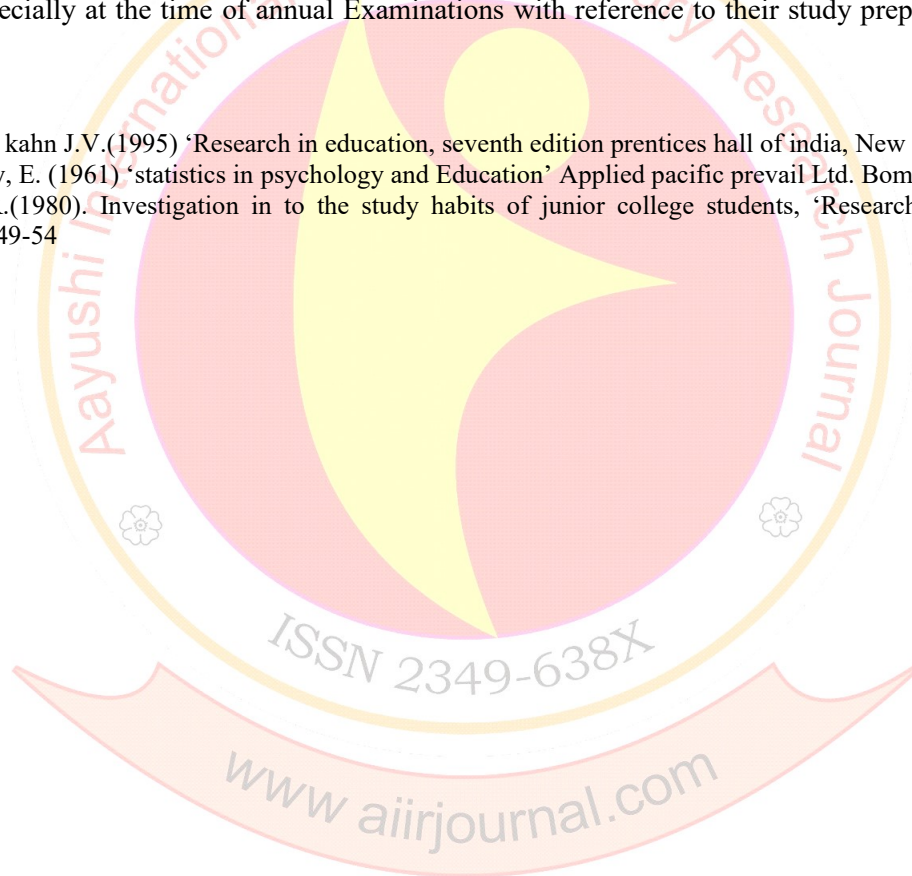 ecially at the time of annual Examinations with reference to their study prep
kahn J.V.(1995) ‘Research in education, seventh edition prentices hall of india, New
, E. (1961) ‘statistics in psychology and Education’ Applied pacific prevail Ltd. Bom
.(1980). Investigation in to the study habits of junior college students, ‘Research
49-54
Aayushi International
ry Research Journal
ISSN 2349-638X
www.aiirjournal.com